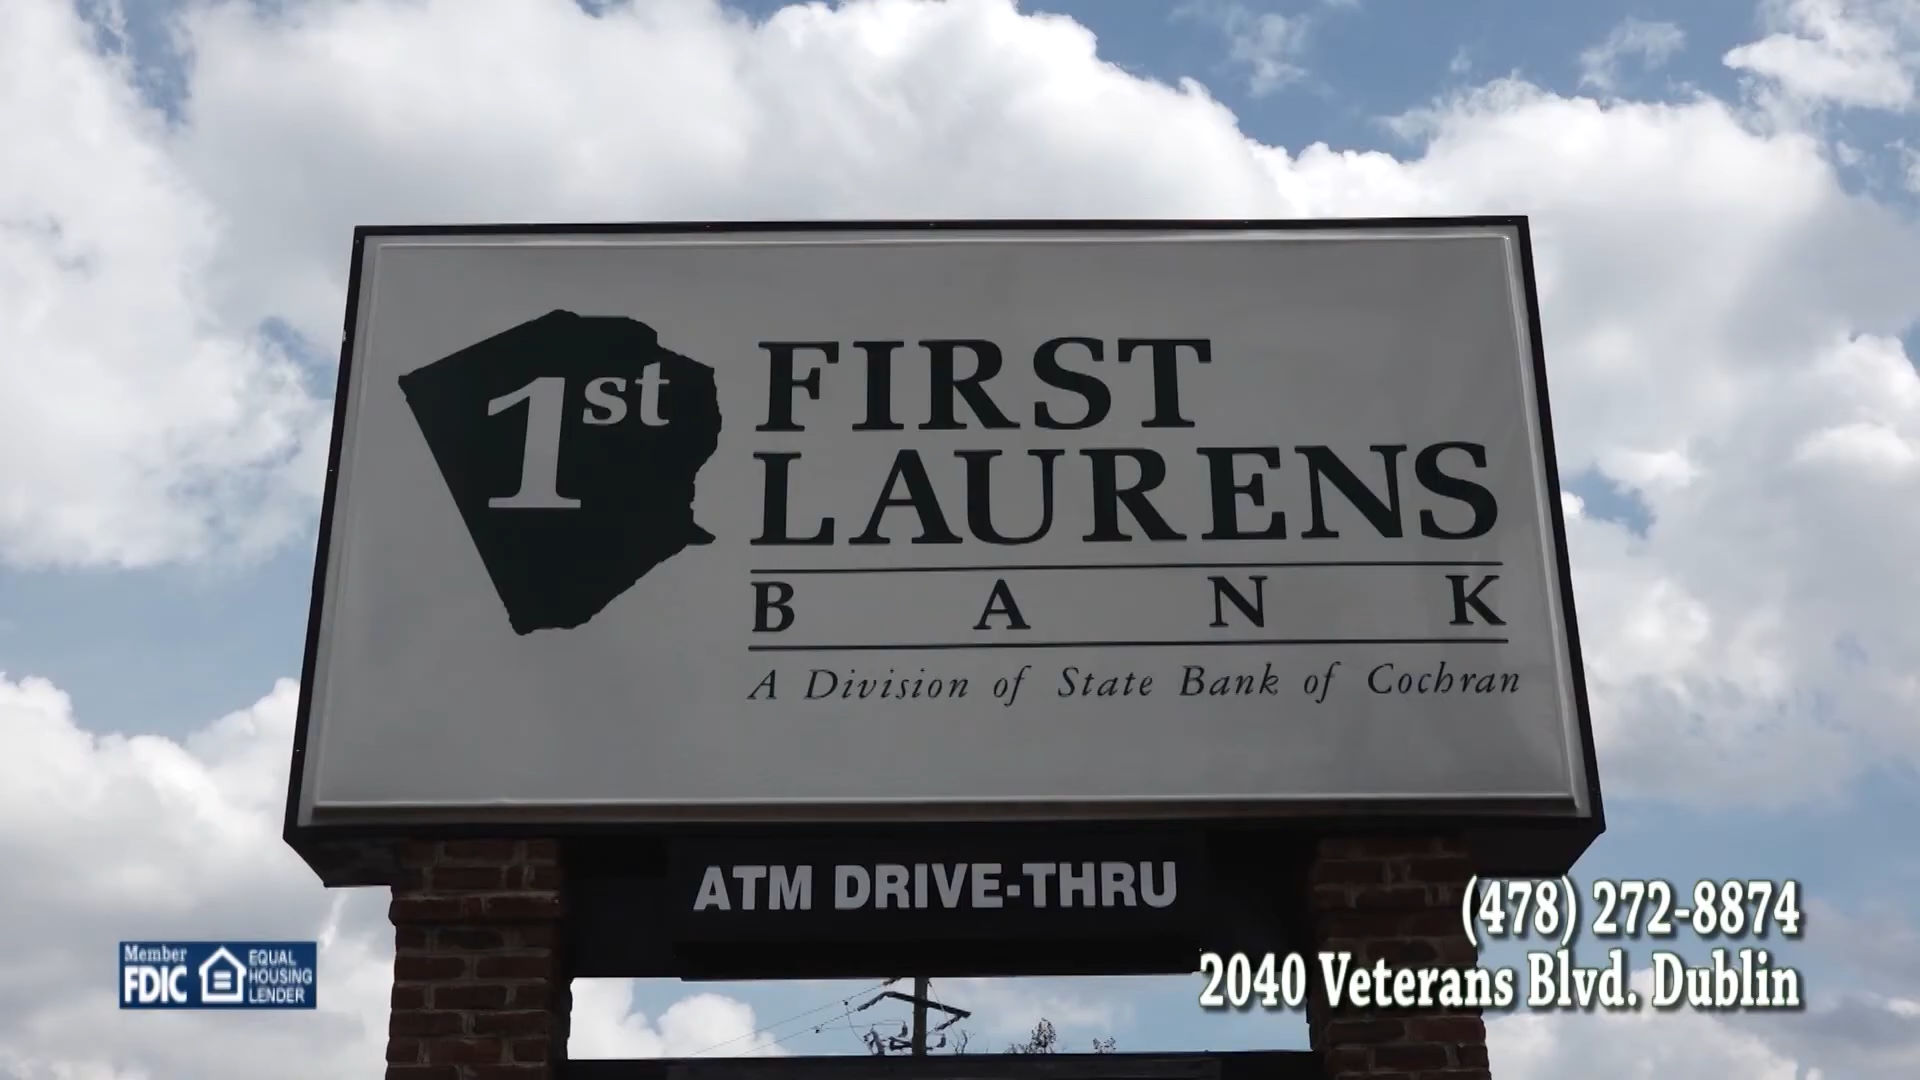 1st
FIRST
LAURENS
BANK
A Division of State Bank of Cochran
ATM DRIVE-THRU
(478) 272-8874
2040 Veterans Blvd. Dublin
Member
FDIC
EQUAL
HOUSING
LENDER